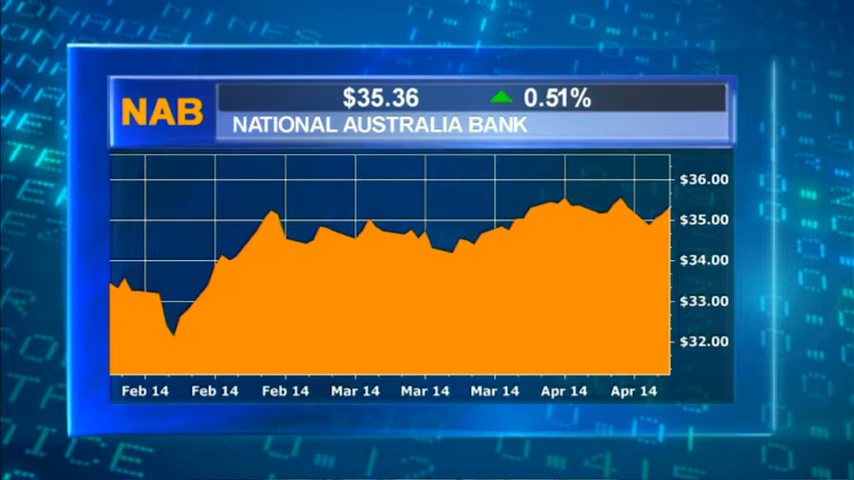 NAB
$35.36 0.51%
NATIONAL AUSTRALIA BANK
$36.00
$35.00
$34.00
$33.00
$32.00
Feb 14 Feb 14 Feb 14 Mar 14 Mar 14 Mar 14 Apr 14 Apr 14